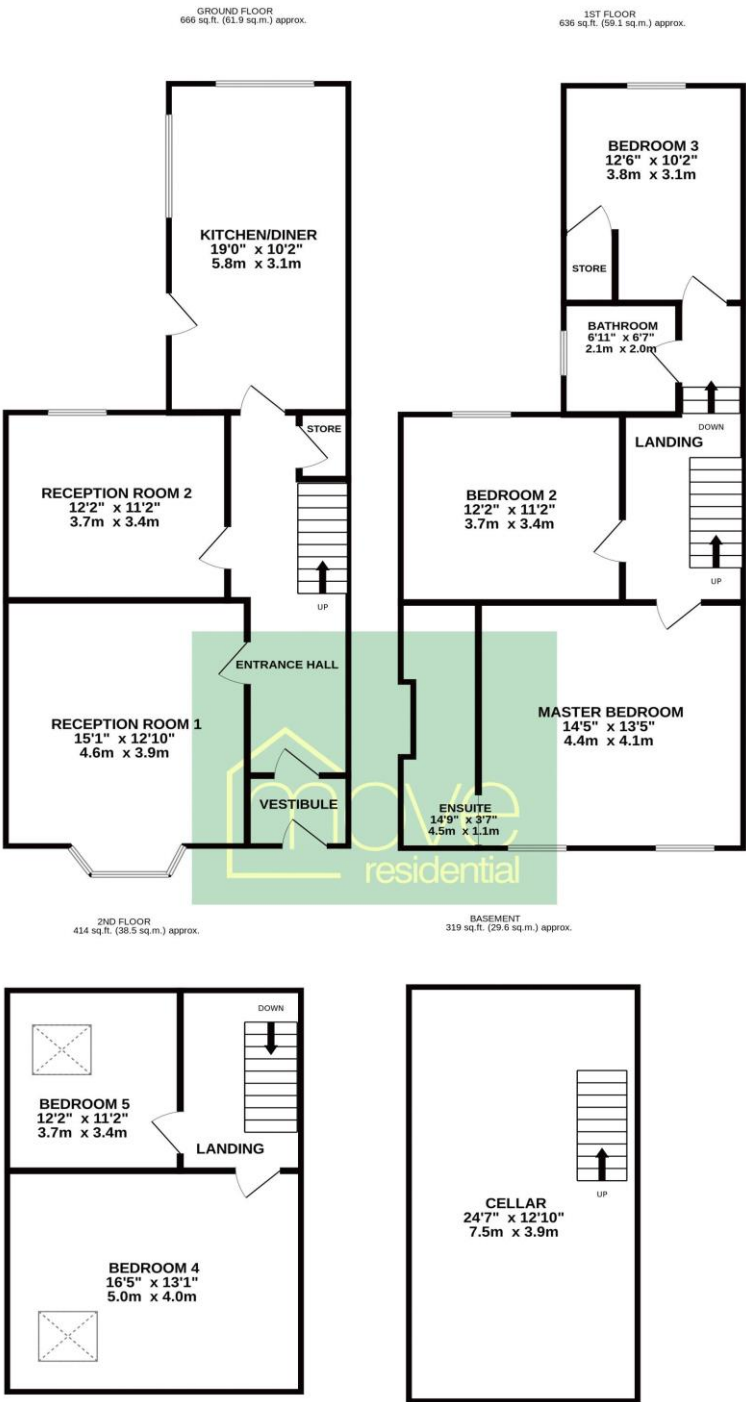 GROUND FLOOR
666 sq.ft. (61.9 sq.m.) approx.
KITCHEN/DINER
19'0" x 10'2"
5.8m x 3.1m
STORE
RECEPTION ROOM 2
12'2" x 11'2"
3.7m x 3.4m
UP
ENTRANCE HALL
RECEPTION ROOM 1
15'1" x 12'10"
4.6m x 3.9m
VESTIBULE
1ST FLOOR
636 sq.ft. (59.1 sq.m.) approx.
BEDROOM 3
12'6" x 10'2"
3.8m x 3.1m
STORE
BATHROOM
6'11" x 6'7"
2.1m x 2.0m
DOWN
LANDING
BEDROOM 2
12'2" x 11'2"
3.7m x 3.4m
UP
MASTER BEDROOM
14'5" x 13'5"
4.4m x 4.1m
ENSUITE
14'9" x 3'7"
4.5m x 1.1m
move
residential
2ND FLOOR
414 sq.ft. (38.5 sq.m.) approx.
DOWN
BEDROOM 5
12'2" x 11'2"
3.7m x 3.4m
LANDING
BEDROOM 4
16'5" x 13'1"
5.0m x 4.0m
BASEMENT
319 sq.ft. (29.6 sq.m.) approx.
UP
CELLAR
24'7" x 12'10"
7.5m x 3.9m